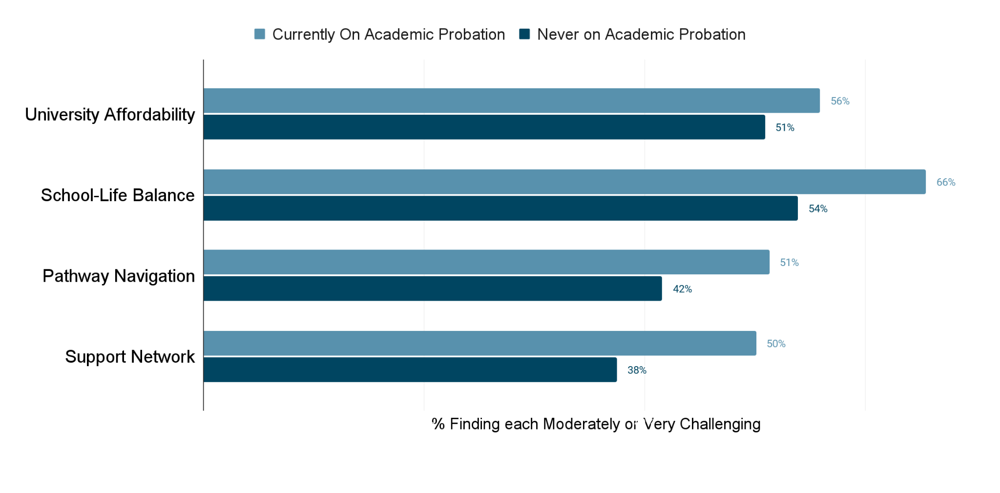 Currently On Academic Probation Never on Academic Probation
University Affordability
56%
51%
School-Life Balance
66%
54%
Pathway Navigation
51%
42%
Support Network
50%
38%
% Finding each Moderately or Very Challenging